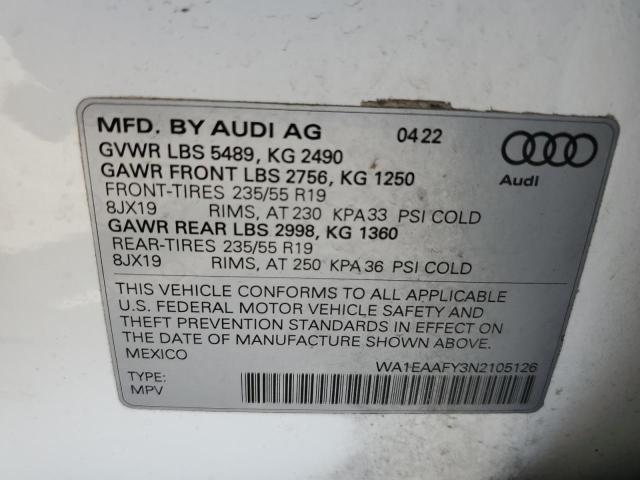 MFD. BY AUDI AG 04 22
GVWR LBS 5489, KG 2490
GAWR FRONT LBS 2756, KG 1250
FRONT-TIRES 235/55 R19
8JX19 RIMS, AT 230 KPA 33 PSI COLD
GAWR REAR LBS 2998, KG 1360
REAR-TIRES 235/55 R19
8JX19 RIMS, AT 250 KPA 36 PSI COLD
Audi
THIS VEHICLE CONFORMS TO ALL APPLICABLE
U.S. FEDERAL MOTOR VEHICLE SAFETY AND
THEFT PREVENTION STANDARDS IN EFFECT ON
THE DATE OF MANUFACTURE SHOWN ABOVE.
MEXICO
WA1EAAFY3N2105126
TYPE:
MPV